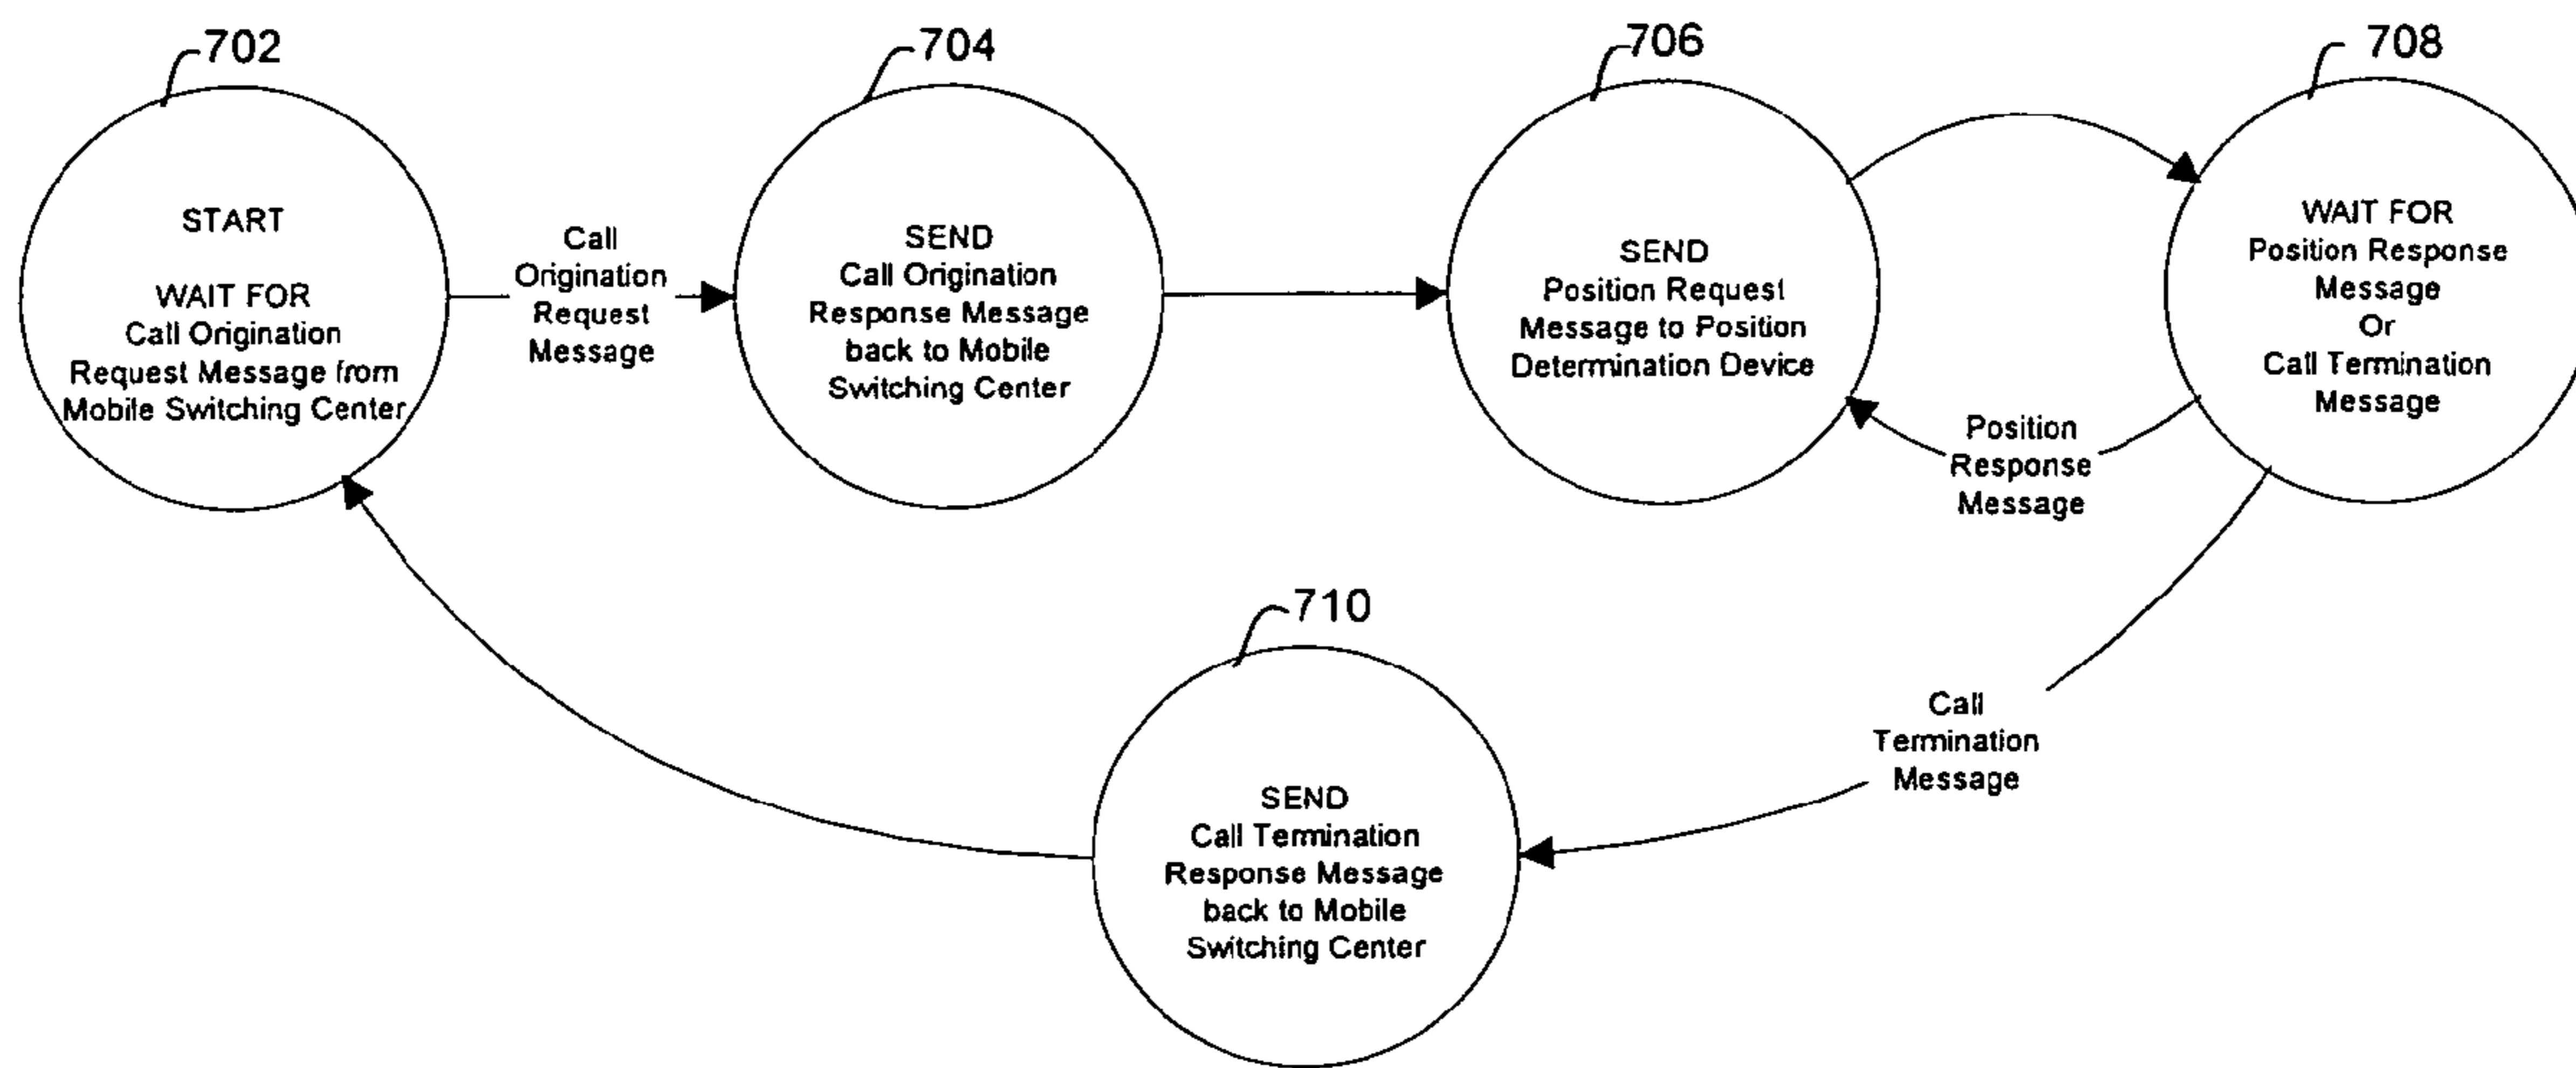 702
START
WAIT FOR
Call Origination
Request Message from
Mobile Switching Center
Call
Origination
Request
Message
704
SEND
Call Origination
Response Message
back to Mobile
Switching Center
706
SEND
Position Request
Message to Position
Determination Device
708
WAIT FOR
Position Response
Message
Or
Call Termination
Message
Position
Response
Message
Call
Termination
Message
710
SEND
Call Termination
Response Message
back to Mobile
Switching Center